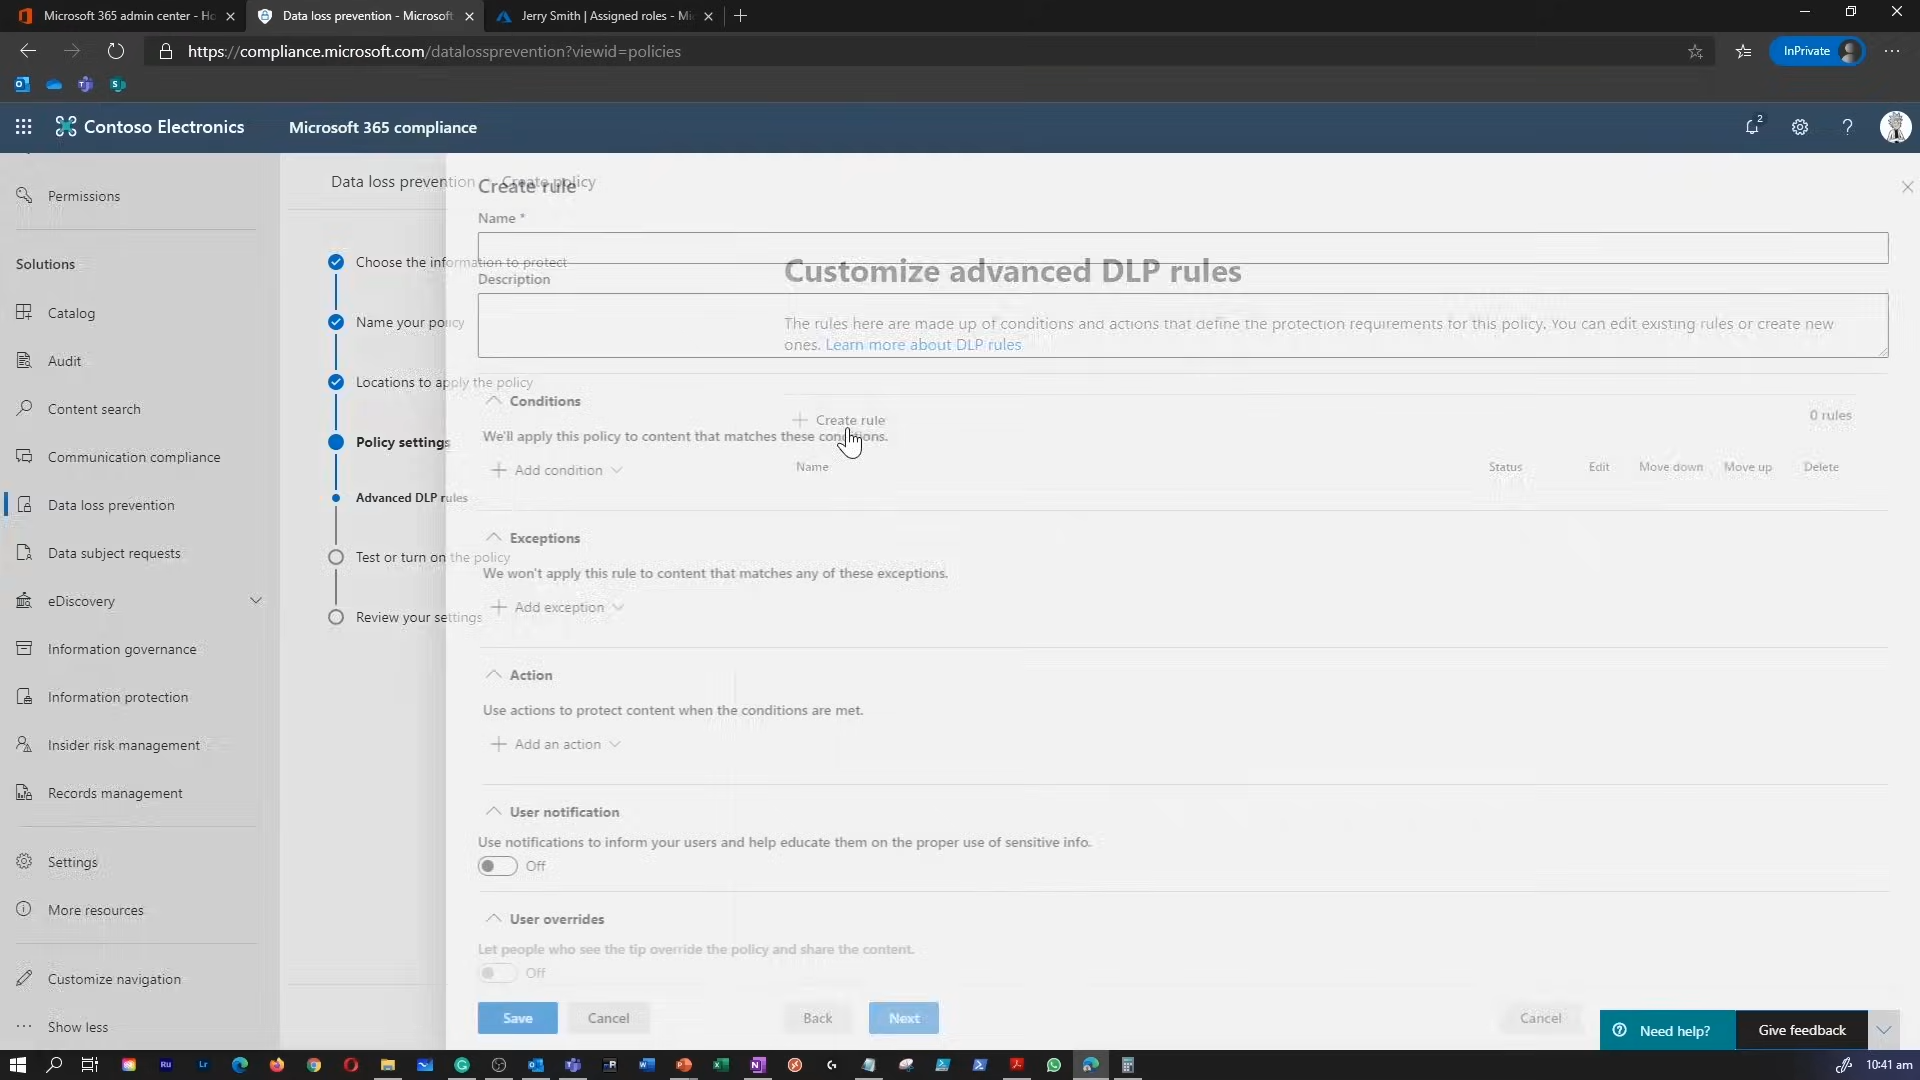 Microsoft 365 admin center - Ho
Data loss prevention - Microsoft
Jerry Smith | Assigned roles - Mi
https://compliance.microsoft.com/datalossprevention?viewid=policies
InPrivate
Contoso Electronics
Microsoft 365 compliance
2
Permissions
Solutions
Catalog
Audit
Content search
Communication compliance
Data loss prevention
Data subject requests
eDiscovery
Information governance
Information protection
Insider risk management
Records management
Settings
More resources
Customize navigation
Show less
Data loss prevention
Create policy
Choose the information to protect
Name your policy
Locations to apply the policy
Policy settings
Advanced DLP rules
Test or turn on the policy
Review your settings
Customize advanced DLP rules
The rules here are made up of conditions and actions that define the protection requirements for this policy. You can edit existing rules or create new
ones. Learn more about DLP rules
Create rule
0 rules
Name
Status
Edit
Move down
Move up
Delete
Create rule
Name *
Description
Conditions
We'll apply this policy to content that matches these conditions.
Add condition
Exceptions
We won't apply this rule to content that matches any of these exceptions.
Add exception
Action
Use actions to protect content when the conditions are met.
Add an action
User notification
Use notifications to inform your users and help educate them on the proper use of sensitive info.
Off
User overrides
Let people who see the tip override the policy and share the content.
Off
Save
Cancel
Back
Next
Cancel
Need help?
Give feedback
10:41 am